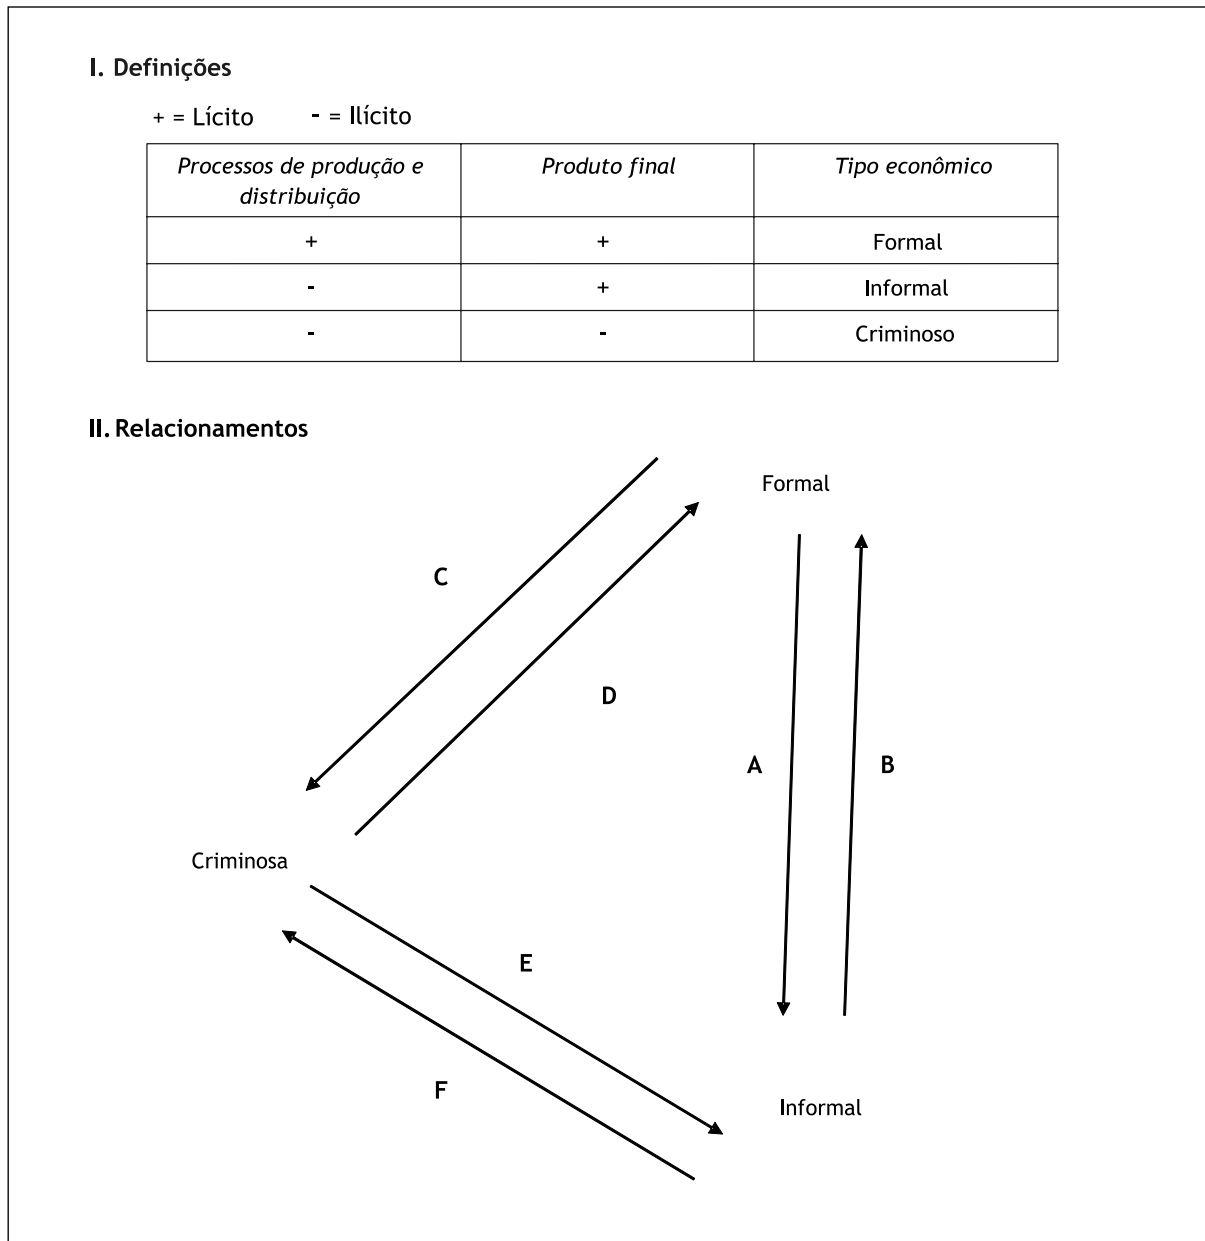 I. Definições
+ = Lícito - = Ilícito
Processos de produção e
distribuição
Produto final
Tipo econômico
+ + Formal
- + Informal
- - Criminoso
II. Relacionamentos
Formal
C
D
A B
Criminosa
E
F
Informal